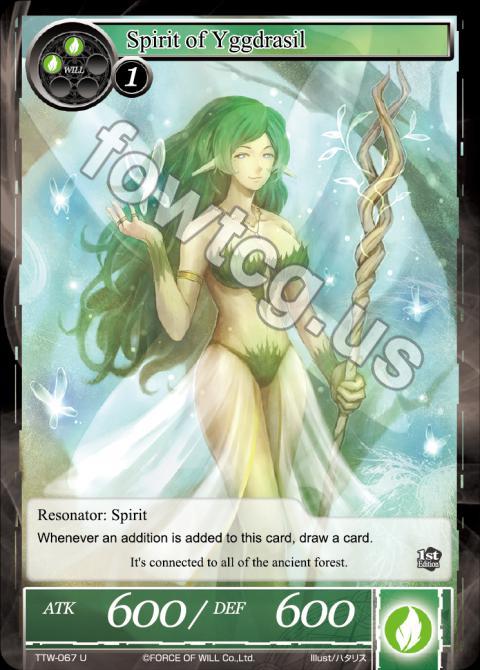 Spirit of Yggdrasil
WILL
1
fowtcg.us
Resonator: Spirit
Whenever an addition is added to this card, draw a card.
It's connected to all of the ancient forest.
1st
Edition
ATK 600 / DEF 600
TTW-067 U ©FORCE OF WILL Co.,Ltd. Illust/ハタリス